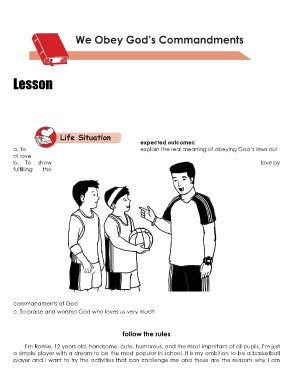 We Obey God's Commandments
Lesson
Life Situation
expected outcomes:
a. To explain the real meaning of obeying God's laws out
of love
b. To show love by
fulfilling the
commandments of God
c. To praise and worship God who loves us very much
follow the rules
I'm Romie, 12 years old, handsome, cute, humorous, and the most important of all pupils. I'm just
a simple player with a dream to be the most popular in school. It is my ambition to be a basketball
player and I want to try the activities that can challenge me and these are the reasons why I am